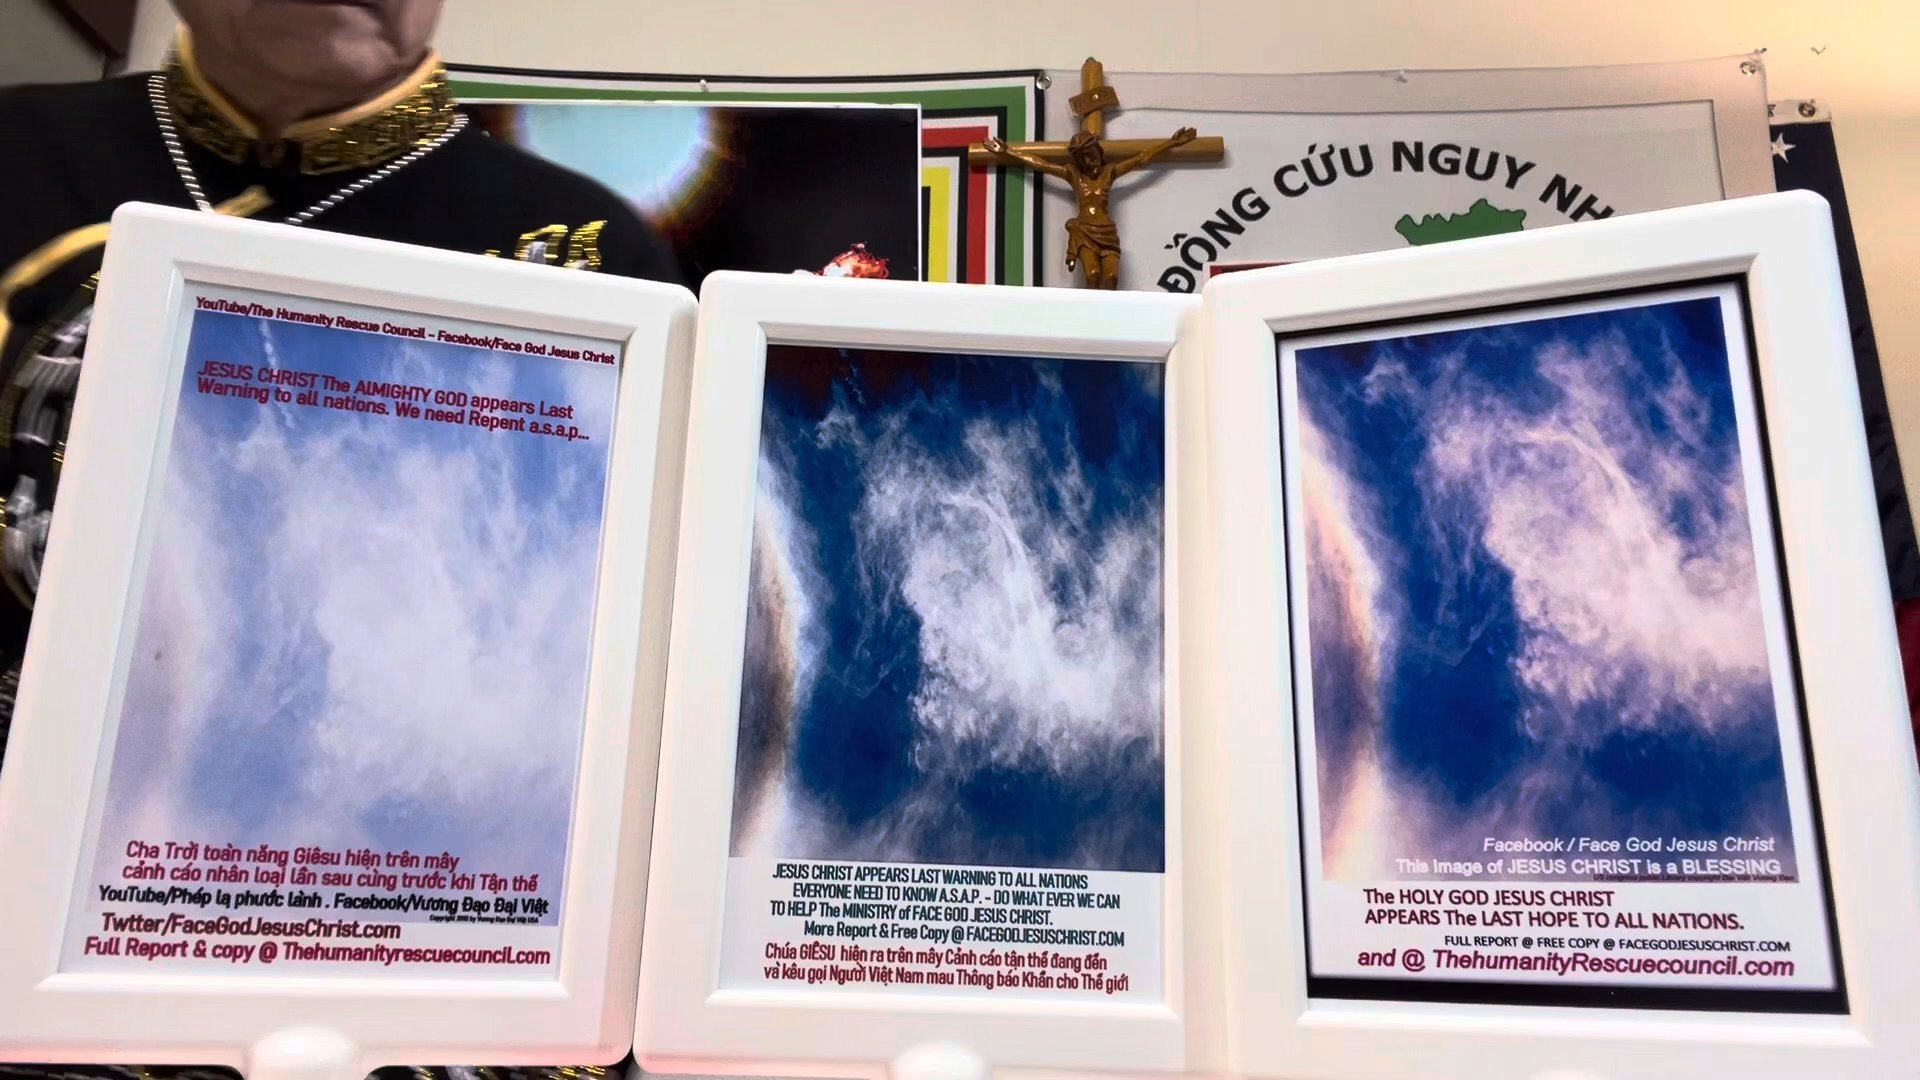 ĐỒNG CỨU NGUY NH
YouTube/The Humanity Rescue Council - Facebook/Face God Jesus Christ
JESUS CHRIST The AlMIGHTY GOD appears Last
Warning to all nations. We need Repent a.s.a.p...
Cha Trời toàn năng Giêsu hiện trên mây
cảnh cáo nhân loại lần sau cùng trước khi Tận thế
YouTube/Phép lạ phước lành . Facebook/Vương Đạo Đại Việt
Copyright 2010 by Vương Đạo Đại Việt USA
Twtter/FaceGodJesusChrist.com
Full Report & copy @ Thehumanityrescuecouncil.com
JESUS CHRIST APPEARS LAST WARNING TO ALL NATIONS
EVERYONE NEED TO KNOW A.S.A.P. - DO WHAT EVER WE CAN
TO HELP The MINISTRY of FACE GOD JESUS CHRIST.
More Report & Free Copy @ FACEGODJESUSCHRIST.COM
Chúa GIÊSU hiện ra trên mây Cảnh cáo tận thế đang đến
và kêu gọi Người Việt Nam mau Thông báo Khẩn cho Thế giới
Facebook / Face God Jesus Christ
This Image of JESUS CHRIST is a BLESSING
The HOLY GOD JESUS CHRIST
APPEARS The LAST HOPE TO ALL NATIONS.
FULL REPORT @ FREE COPY @ FACEGODJESUSCHRIST.COM
and @ ThehumanityRescuecouncil.com